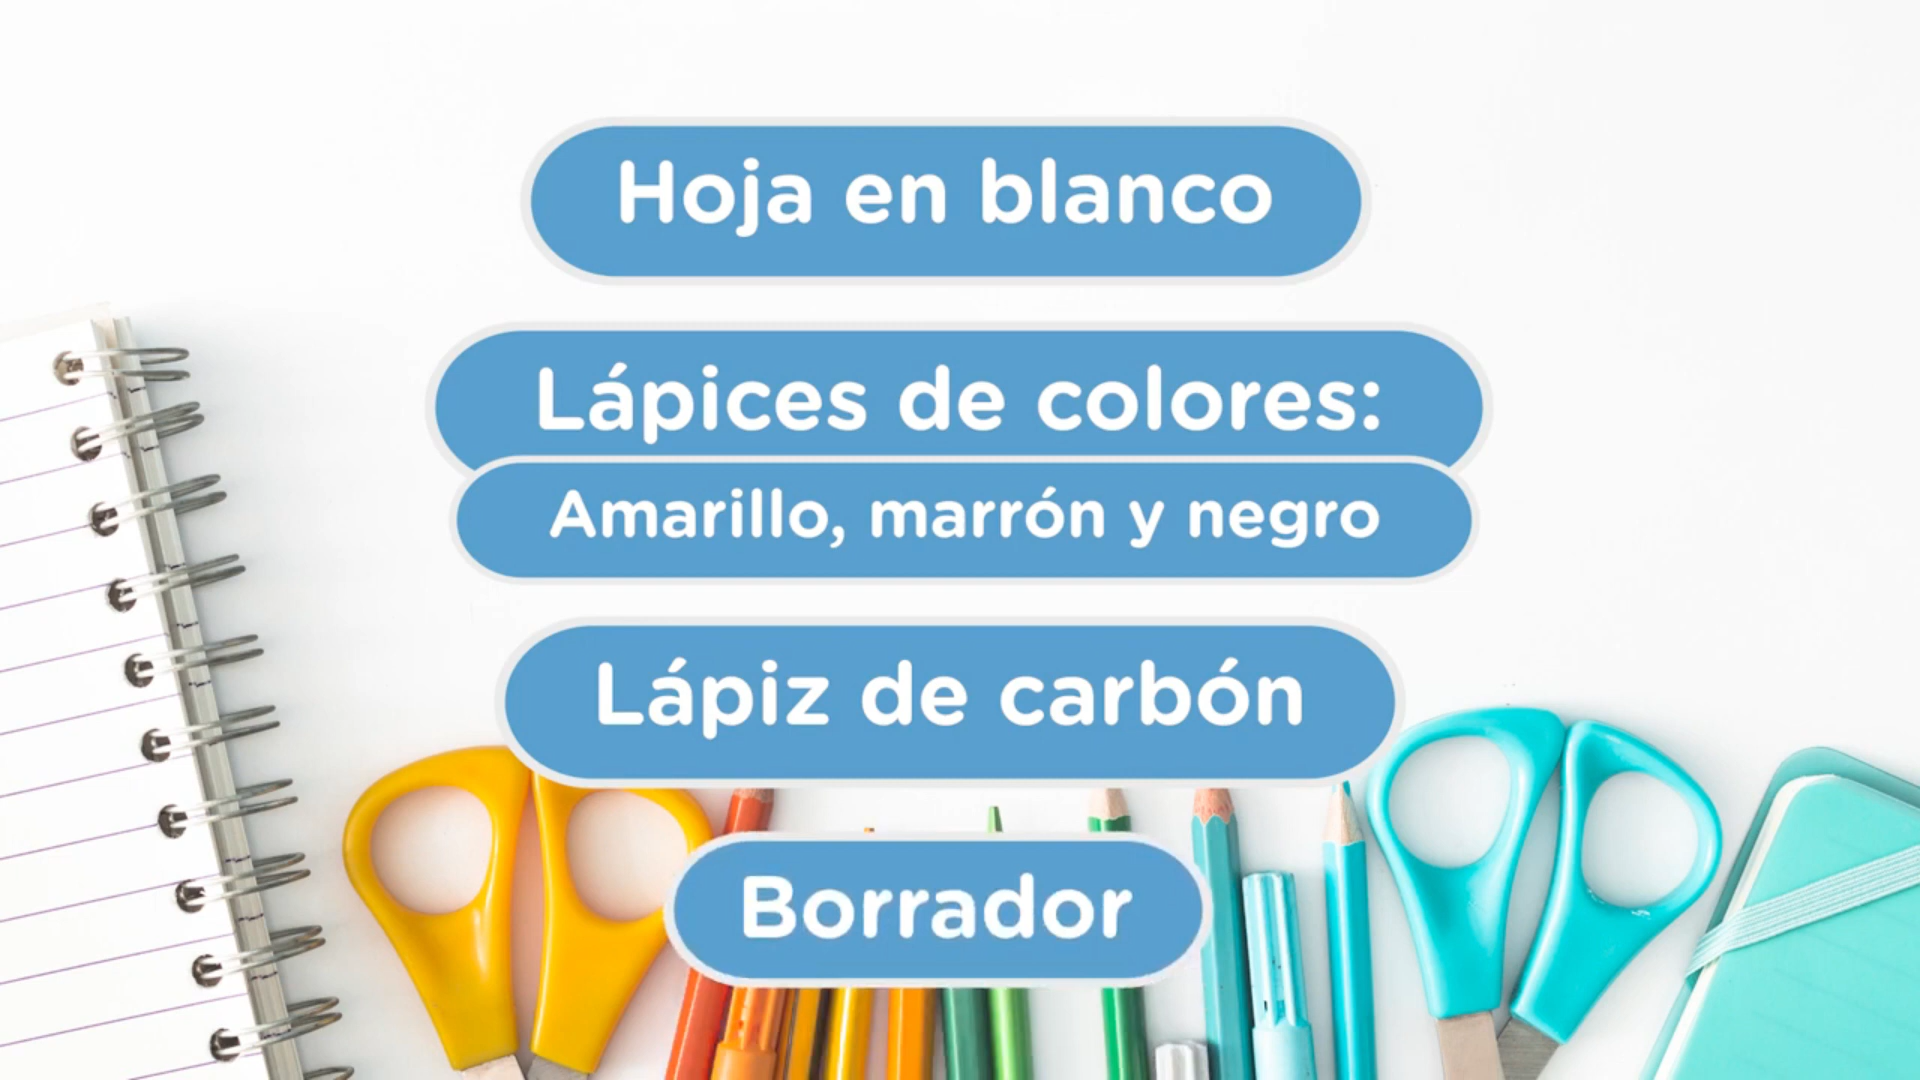 Hoja en blanco
Lápices de colores:
Amarillo, marrón y negro
Lápiz de carbón
Borrador